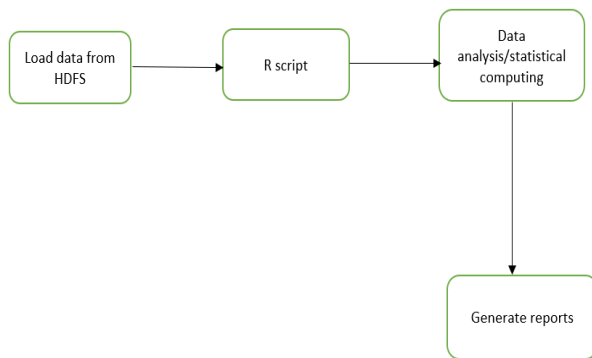 Load data from
HDFS
R script
Data
analysis/statistical
computing
Generate reports